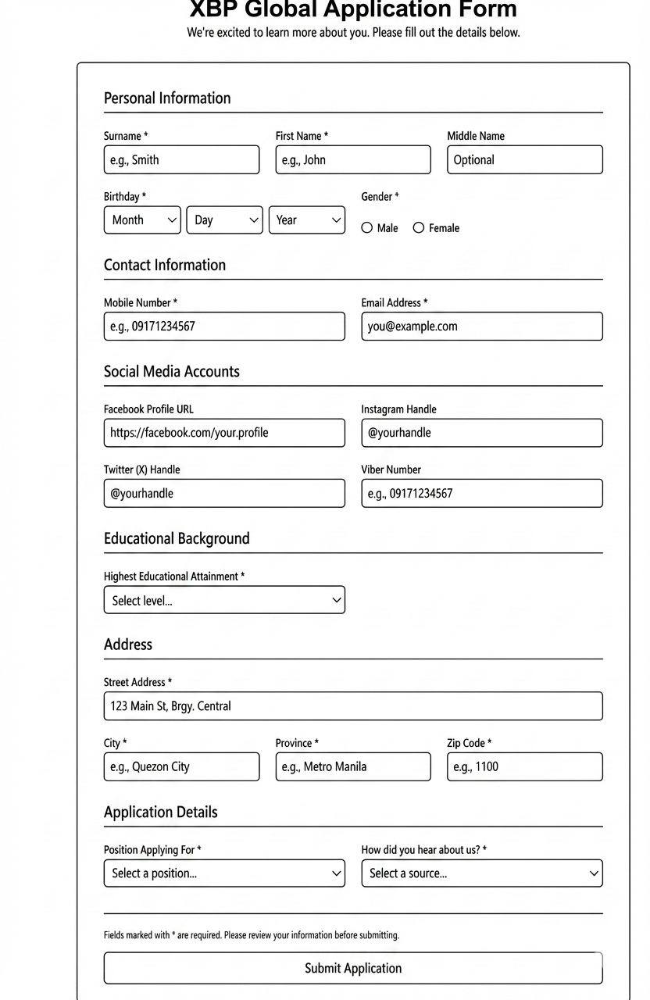 XBP Global Application Form
We're excited to learn more about you. Please fill out the details below.
Personal Information
Surname * First Name * Middle Name
e.g., Smith e.g., John Optional
Birthday * Gender *
Month Day Year Male Female
Contact Information
Mobile Number * Email Address *
e.g., 09171234567 you@example.com
Social Media Accounts
Facebook Profile URL Instagram Handle
https://facebook.com/your.profile @yourhandle
Twitter (X) Handle Viber Number
@yourhandle e.g., 09171234567
Educational Background
Highest Educational Attainment *
Select level...
Address
Street Address *
123 Main St, Brgy. Central
City * Province * Zip Code *
e.g., Quezon City e.g., Metro Manila e.g., 1100
Application Details
Position Applying For * How did you hear about us? *
Select a position... Select a source...
Fields marked with * are required. Please review your information before submitting.
Submit Application